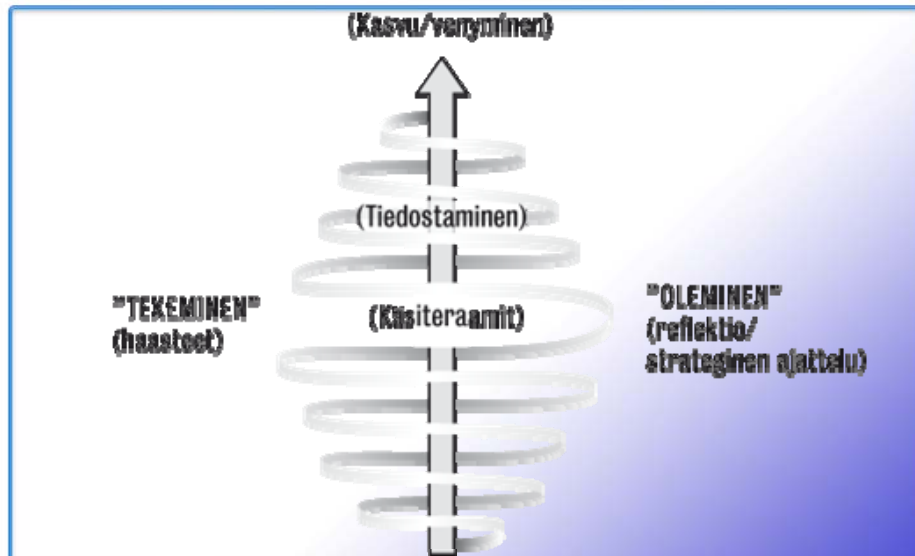 (Kasvu/venyminen)
(Tiedostaminen)
"TEKEMINEN"
(haasteet)
(Käsiteraamit)
"OLEMINEN"
(reflektio/
strateginen ajattelu)